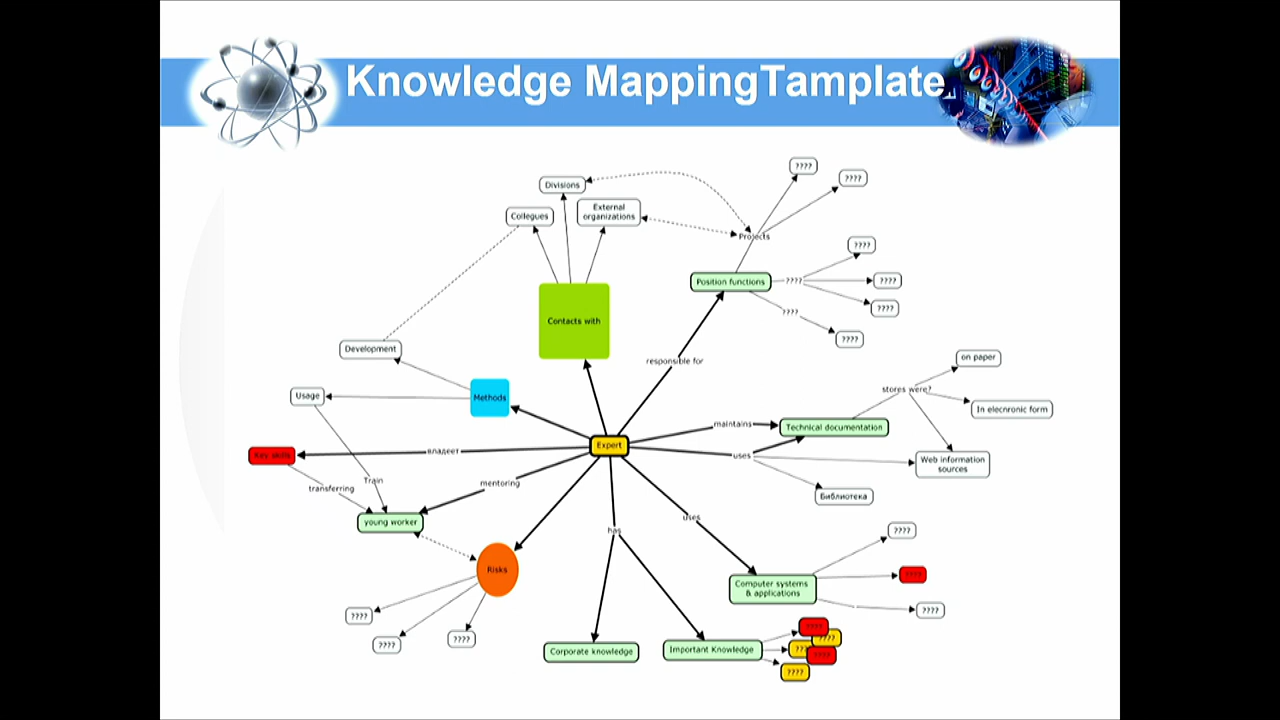 Knowledge MappingTamplate
????
????
Divisions
External
organizations
Collegues
Projects
????
Position functions
????
????
????
????
????
Contacts with
Development
responsible for
on paper
stores were?
Usage
Methods
In elecnronic form
maintains
Technical documentation
Expert
Key skills
владеет
uses
Web information
sources
Train
transferring
mentoring
Библиотека
young worker
uses
has
????
Risks
????
Computer systems
& applications
????
????
????
????
????
????
Corporate knowledge
Important Knowledge
????
???
????
????